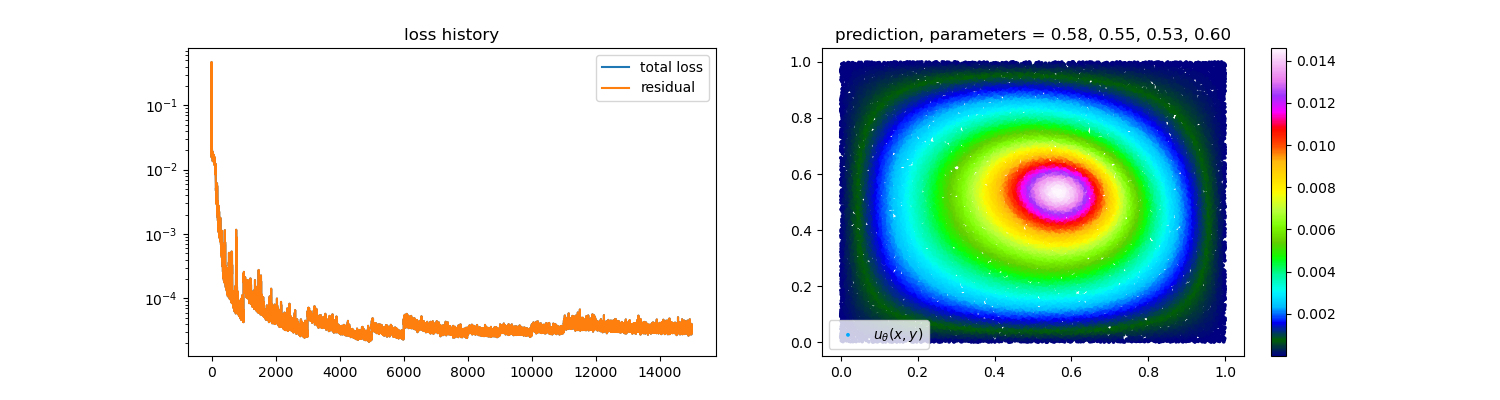 loss history
total loss
residual
10⁻¹
10⁻²
10⁻³
10⁻⁴
0 2000 4000 6000 8000 10000 12000 14000
prediction, parameters = 0.58, 0.55, 0.53, 0.60
1.0
0.8
0.6
0.4
0.2
0.0
u_θ(x, y)
0.0 0.2 0.4 0.6 0.8 1.0
0.014
0.012
0.010
0.008
0.006
0.004
0.002